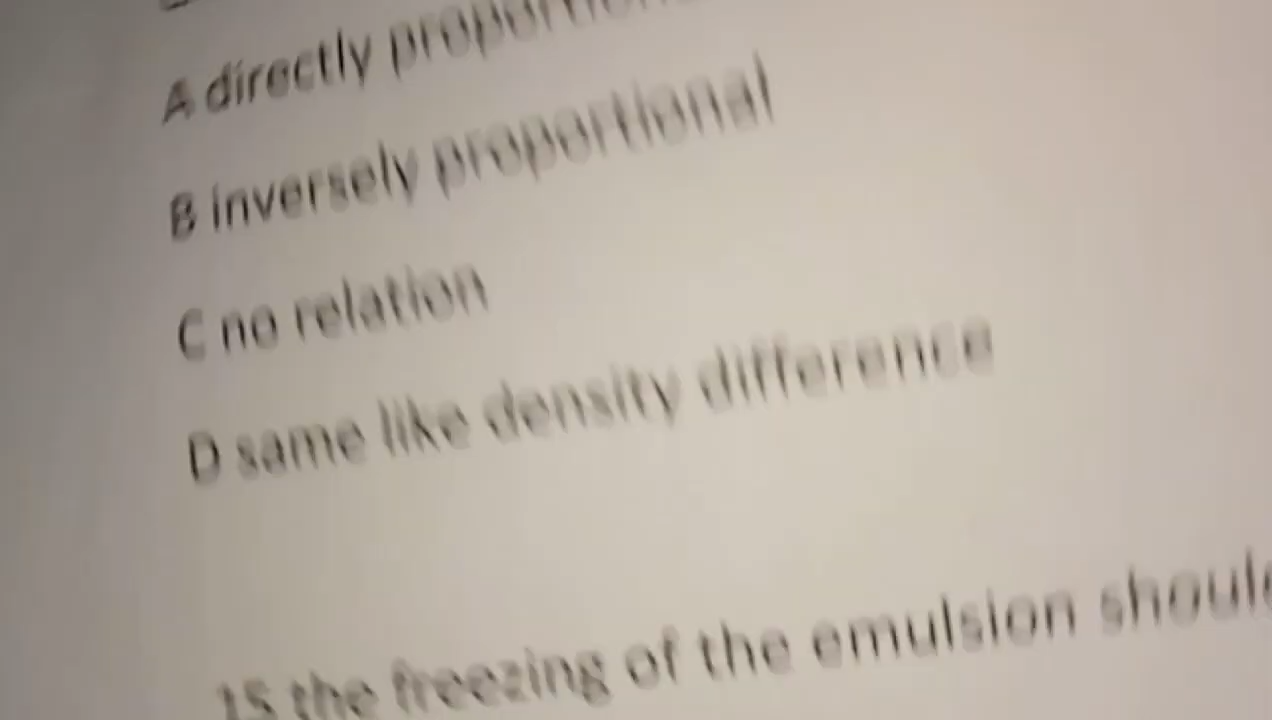 A directly
B inversely proportional
C no relation
D same like density difference
15 the freezing of the emulsion